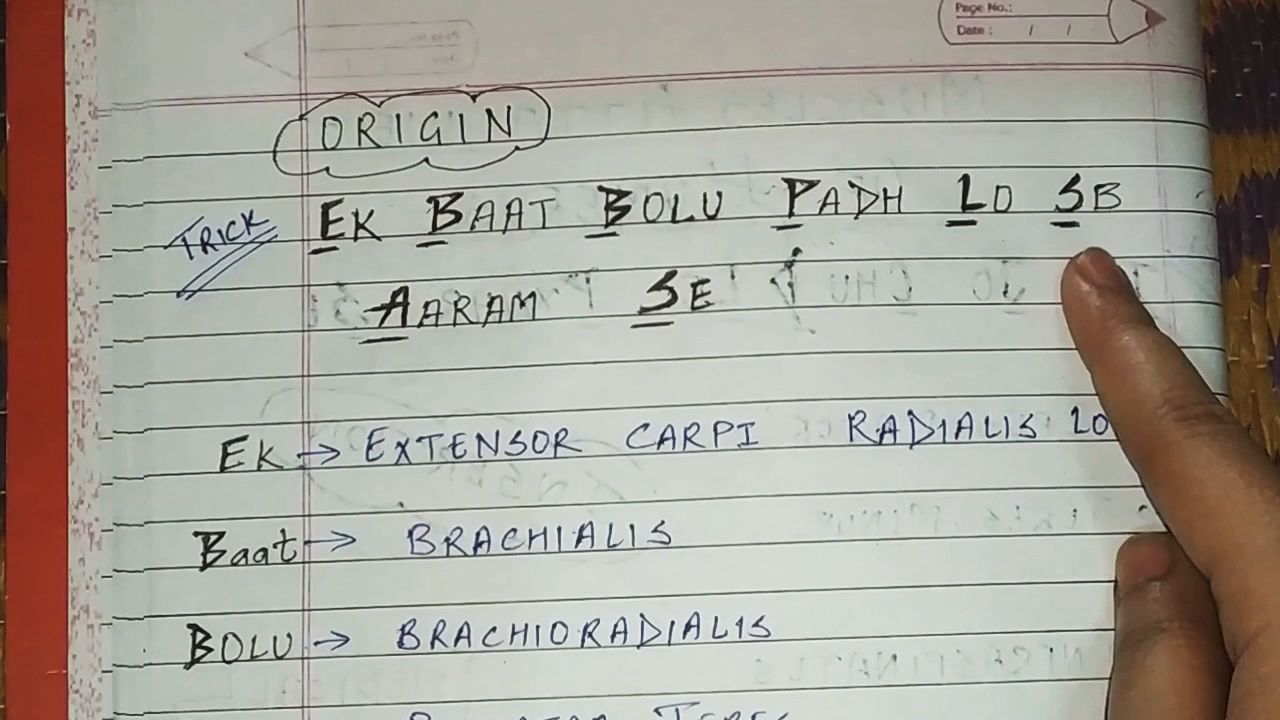 Page No.:
Date : / /
ORIGIN
TRICK EK BAAT BOLU PADH LO SB
AARAM SE
EK → EXTENSOR CARPI RADIALIS LO
Baat → BRACHIALIS
BOLU → BRACHIORADIALIS